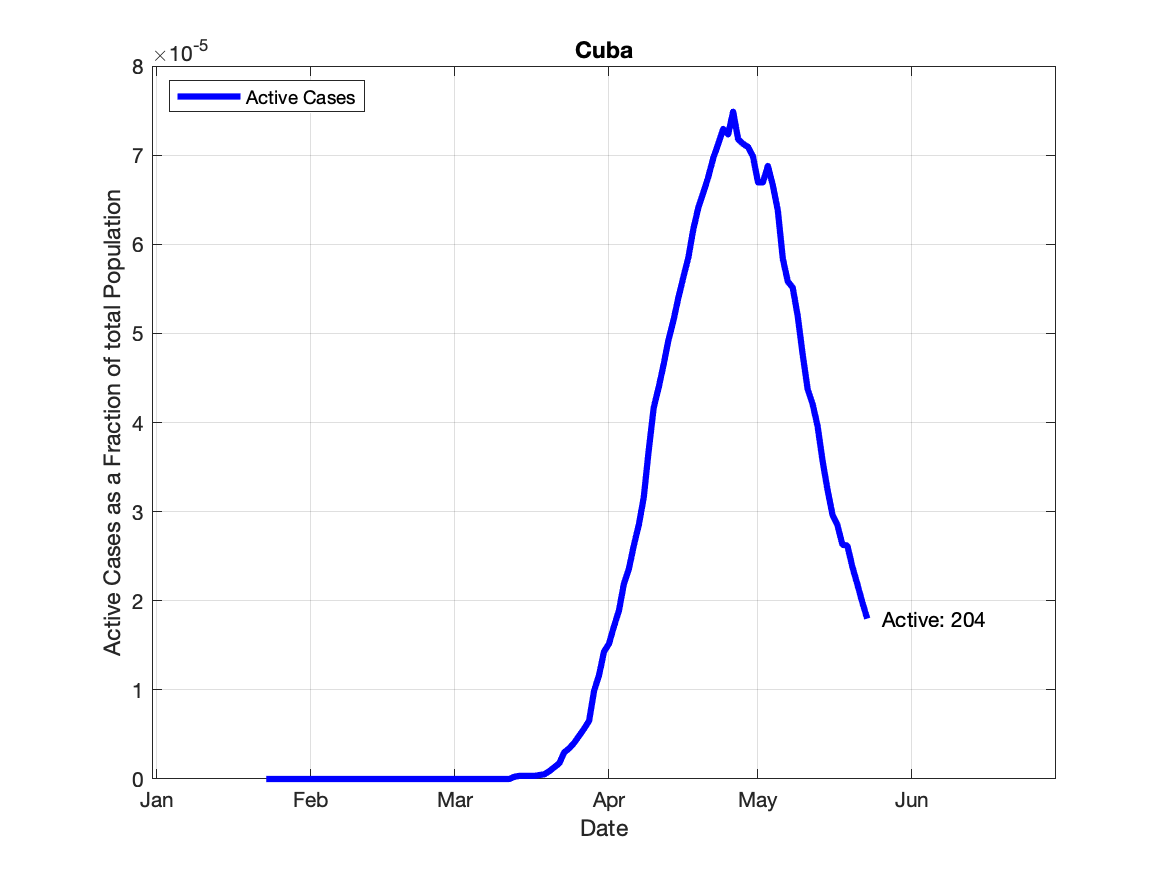 Cuba
×10-5
Active Cases
8
7
6
5
4
3
2
1
0
Active Cases as a Fraction of total Population
Active: 204
Jan Feb Mar Apr May Jun
Date